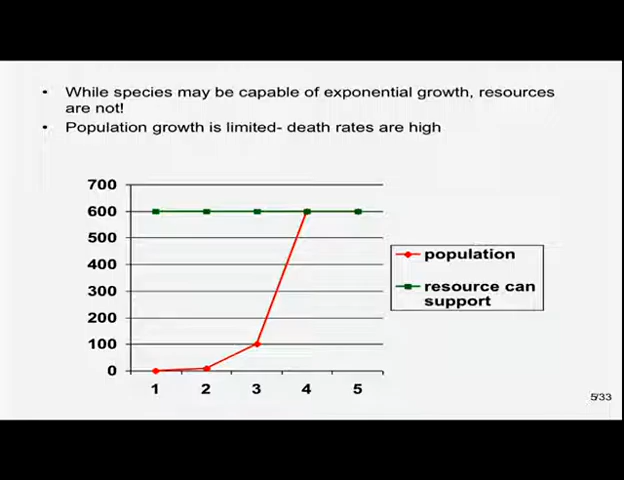 • While species may be capable of exponential growth, resources
are not!
• Population growth is limited- death rates are high
700
600
500
400
300
200
100
0
1 2 3 4 5
population
resource can
support
5/33